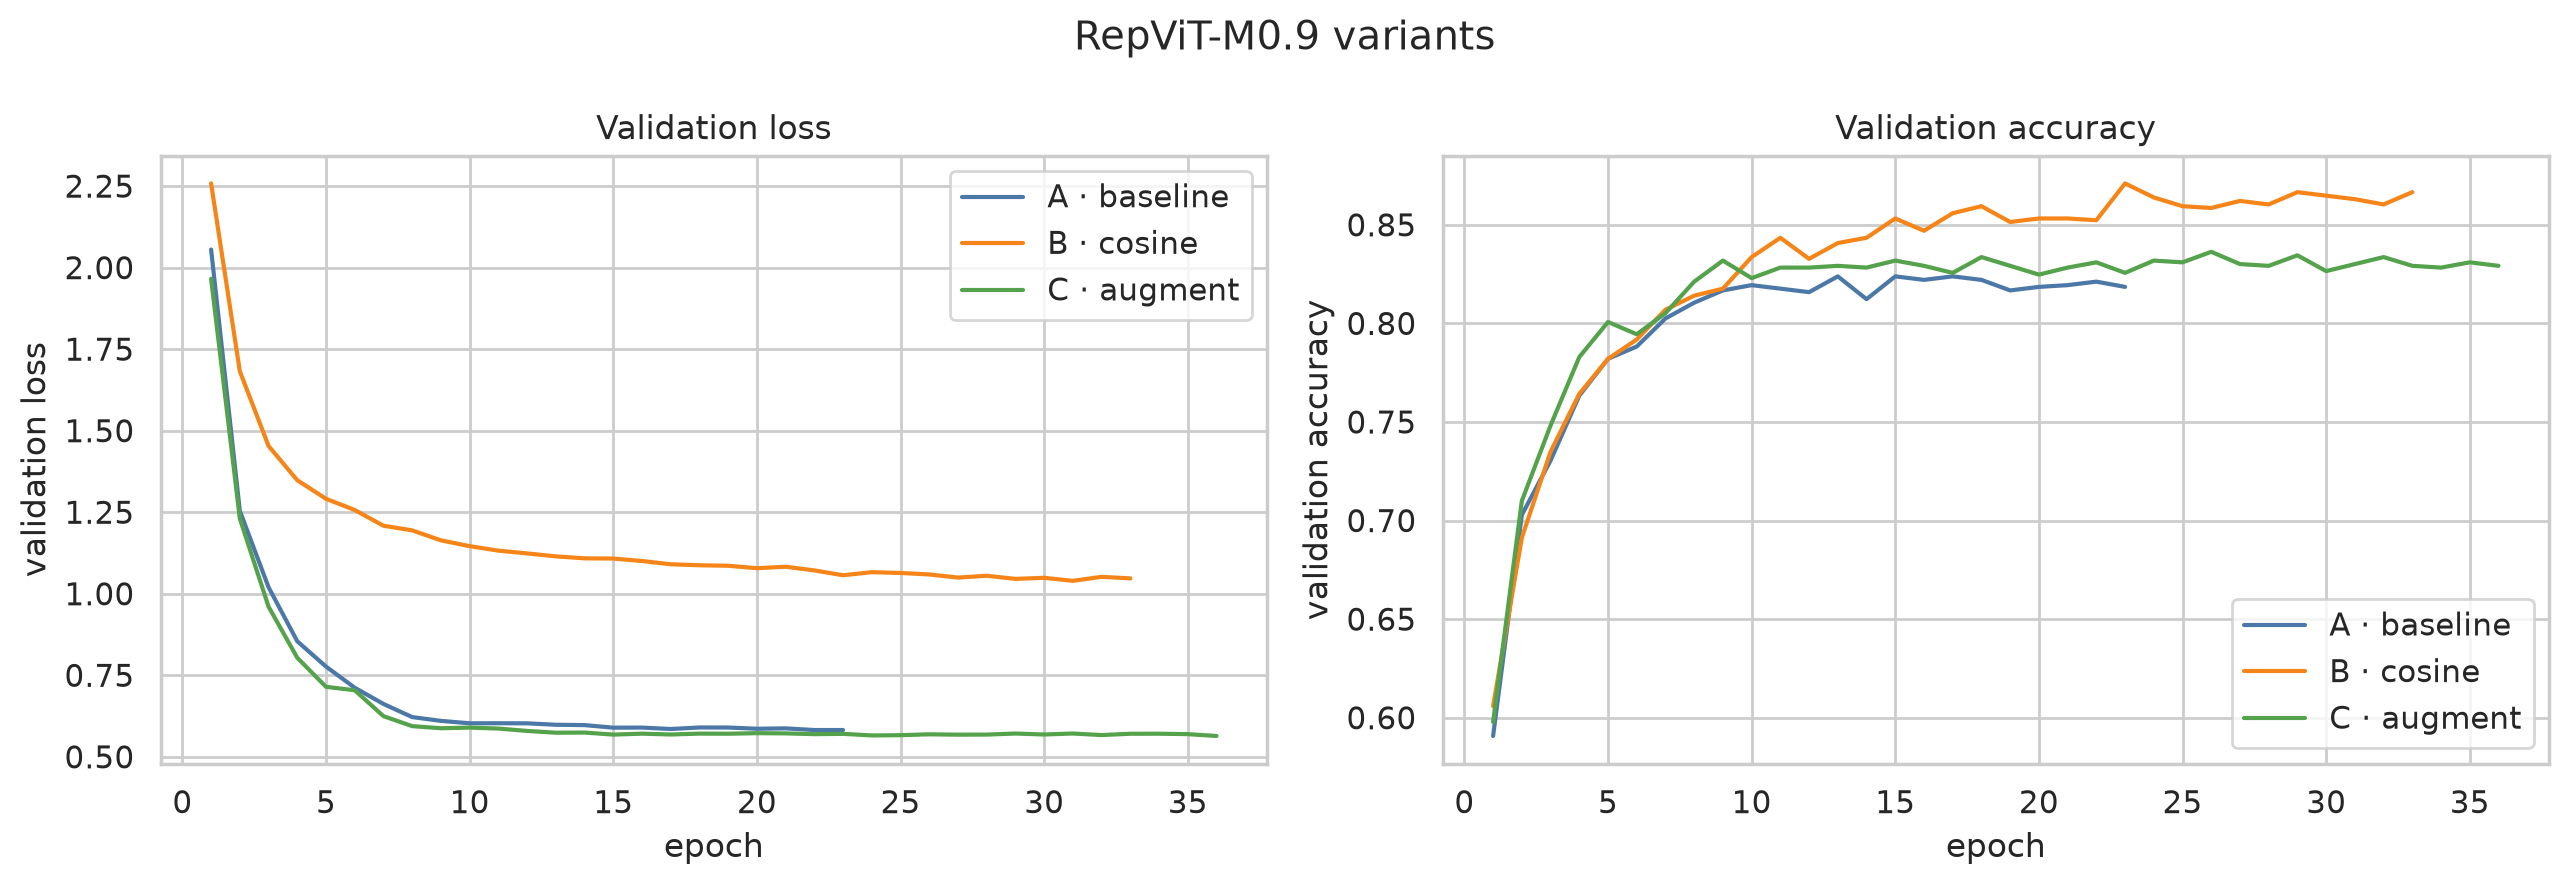 RepViT-M0.9 variants
Validation loss
validation loss
2.25
2.00
1.75
1.50
1.25
1.00
0.75
0.50
0 5 10 15 20 25 30 35
epoch
A · baseline
B · cosine
C · augment
Validation accuracy
validation accuracy
0.85
0.80
0.75
0.70
0.65
0.60
0 5 10 15 20 25 30 35
epoch
A · baseline
B · cosine
C · augment